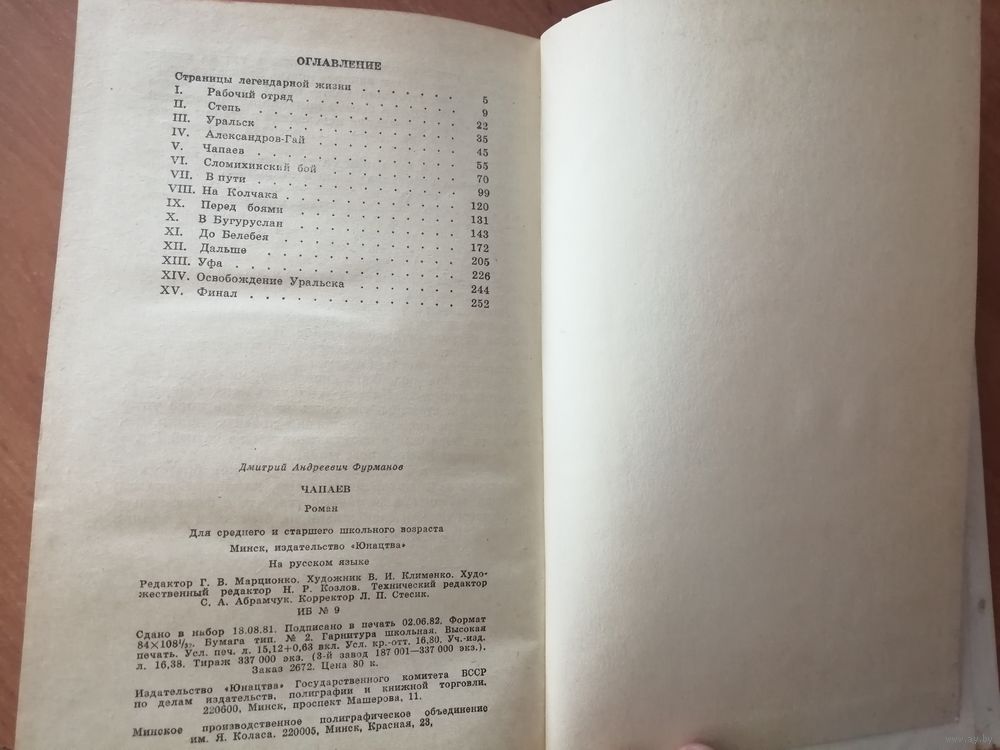 ОГЛАВЛЕНИЕ
Страницы легендарной жизни . . . . . . . 5
I. Рабочий отряд . . . . . . . . . . 9
II. Степь . . . . . . . . . . . . 22
III. Уральск . . . . . . . . . . . 35
IV. Александров-Гай . . . . . . . . . 45
V. Чапаев . . . . . . . . . . . . 55
VI. Сломихинский бой . . . . . . . . . 70
VII. В пути . . . . . . . . . . . . 99
VIII. На Колчака . . . . . . . . . . 120
IX. Перед боями . . . . . . . . . . 131
X. В Бугуруслан . . . . . . . . . . 143
XI. До Белебея . . . . . . . . . . 172
XII. Дальше . . . . . . . . . . . 205
XIII. Уфа . . . . . . . . . . . . 226
XIV. Освобождение Уральска . . . . . . . 244
XV. Финал . . . . . . . . . . . . 252
Дмитрий Андреевич Фурманов
ЧАПАЕВ
Роман
Для среднего и старшего школьного возраста
Минск, издательство «Юнацтва»
На русском языке
Редактор Г. В. Марционко. Художник В. И. Клименко. Худо-
жественный редактор Н. Р. Козлов. Технический редактор
С. А. Абрамчук. Корректор Л. П. Стесик.
ИБ № 9
Сдано в набор 18.08.81. Подписано в печать 02.06.82. Формат
84×108¹/₃₂. Бумага тип. № 2. Гарнитура школьная. Высокая
печать. Усл. печ. л. 15,12+0,63 вкл. Усл. кр.-отт. 16,80. Уч.-изд.
л. 16,38. Тираж 337 000 экз. (3-й завод 187 001—337 000 экз.).
Заказ 2672. Цена 80 к.
Издательство «Юнацтва» Государственного комитета БССР
по делам издательств, полиграфии и книжной торговли.
220600, Минск, проспект Машерова, 11.
Минское производственное полиграфическое объединение
им. Я. Коласа. 220005, Минск, Красная, 23,
www.ay.by